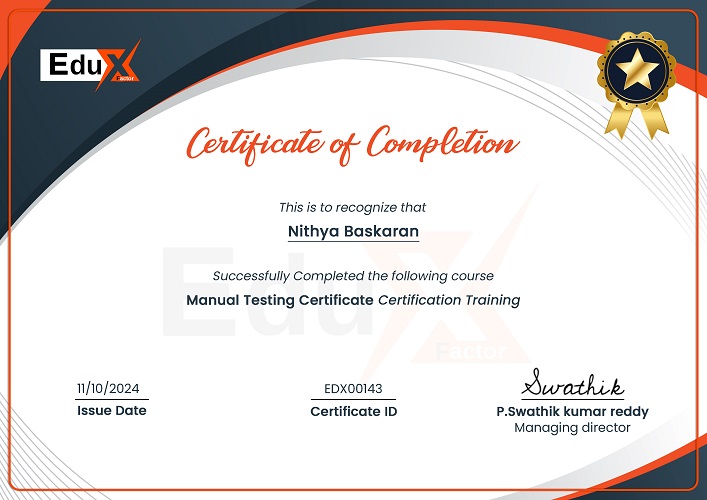 EduX
Factor
Certificate of Completion
This is to recognize that
Nithya Baskaran
Successfully Completed the following course
Manual Testing Certificate Certification Training
EduX
Factor
11/10/2024
Issue Date
EDX00143
Certificate ID
Swathik
P.Swathik kumar reddy
Managing director